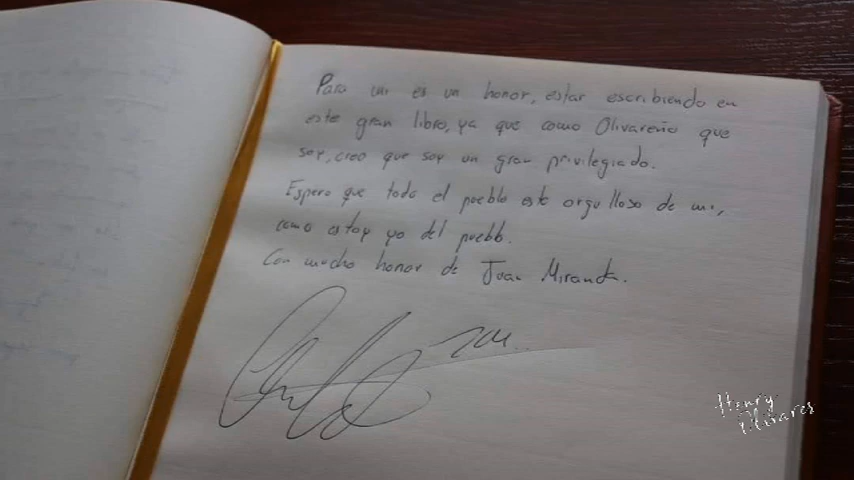 Para mi es un honor, estar escribiendo en
este gran libro, ya que como Olivareño que
soy, creo que soy un gran privilegiado.
Espero que todo el pueblo este orgulloso de mi,
como estoy yo del pueblo.
Con mucho honor de Juan Miranda.
Henry
Olivares